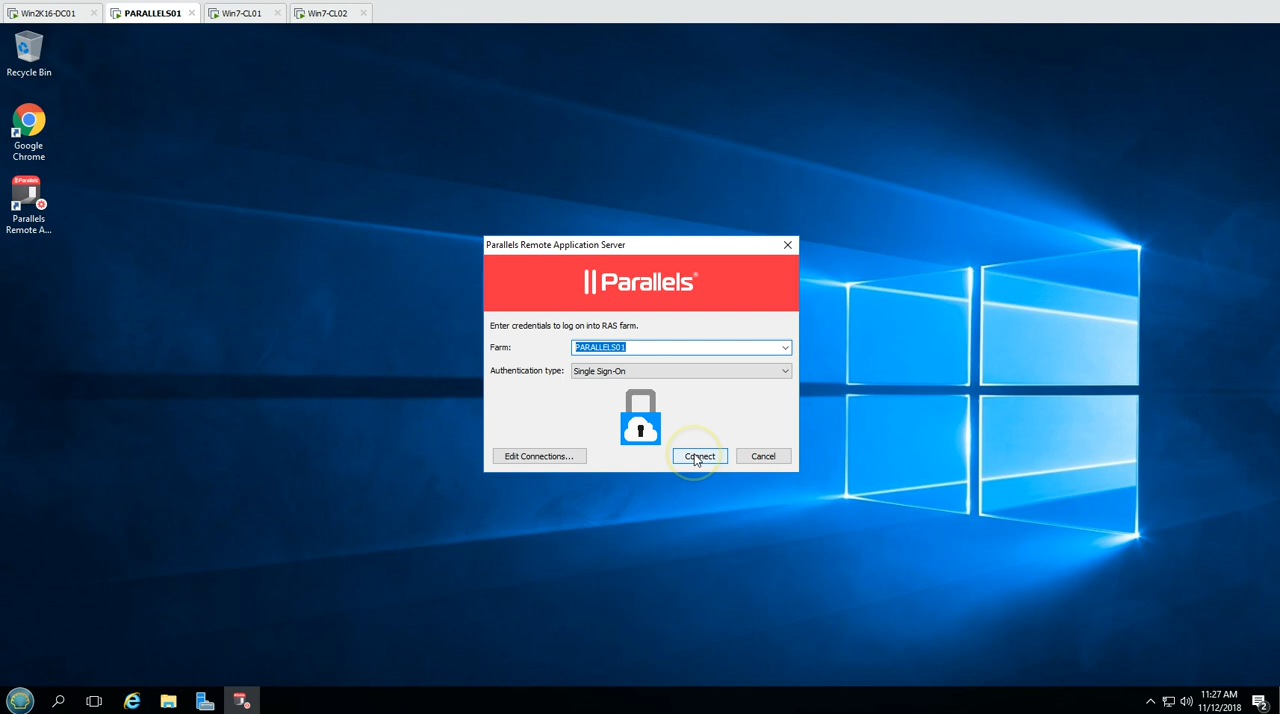 Win2K16-DC01
PARALLELS01
Win7-CL01
Win7-CL02
Recycle Bin
Google
Chrome
Parallels
Parallels
Remote A...
Parallels Remote Application Server
Parallels®
Enter credentials to log on into RAS farm.
Farm: PARALLELS01
Authentication type: Single Sign-On
Edit Connections... Connect Cancel
11:27 AM
11/12/2018
2